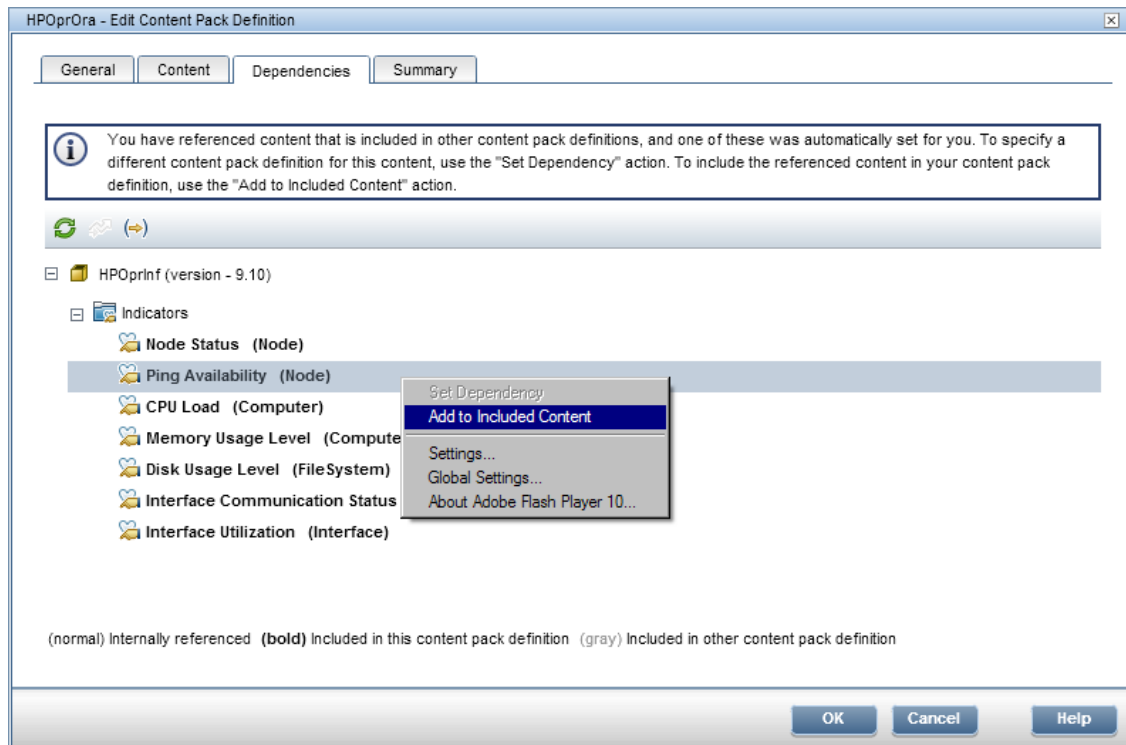 HPOprOra - Edit Content Pack Definition
General Content Dependencies Summary
You have referenced content that is included in other content pack definitions, and one of these was automatically set for you. To specify a
different content pack definition for this content, use the "Set Dependency" action. To include the referenced content in your content pack
definition, use the "Add to Included Content" action.
HPOprInf (version - 9.10)
Indicators
Node Status (Node)
Ping Availability (Node)
Set Dependency
CPU Load (Computer)
Add to Included Content
Memory Usage Level (Compute
Settings...
Disk Usage Level (FileSystem)
Global Settings...
Interface Communication Status
About Adobe Flash Player 10...
Interface Utilization (Interface)
(normal) Internally referenced (bold) Included in this content pack definition (gray) Included in other content pack definition
OK Cancel Help